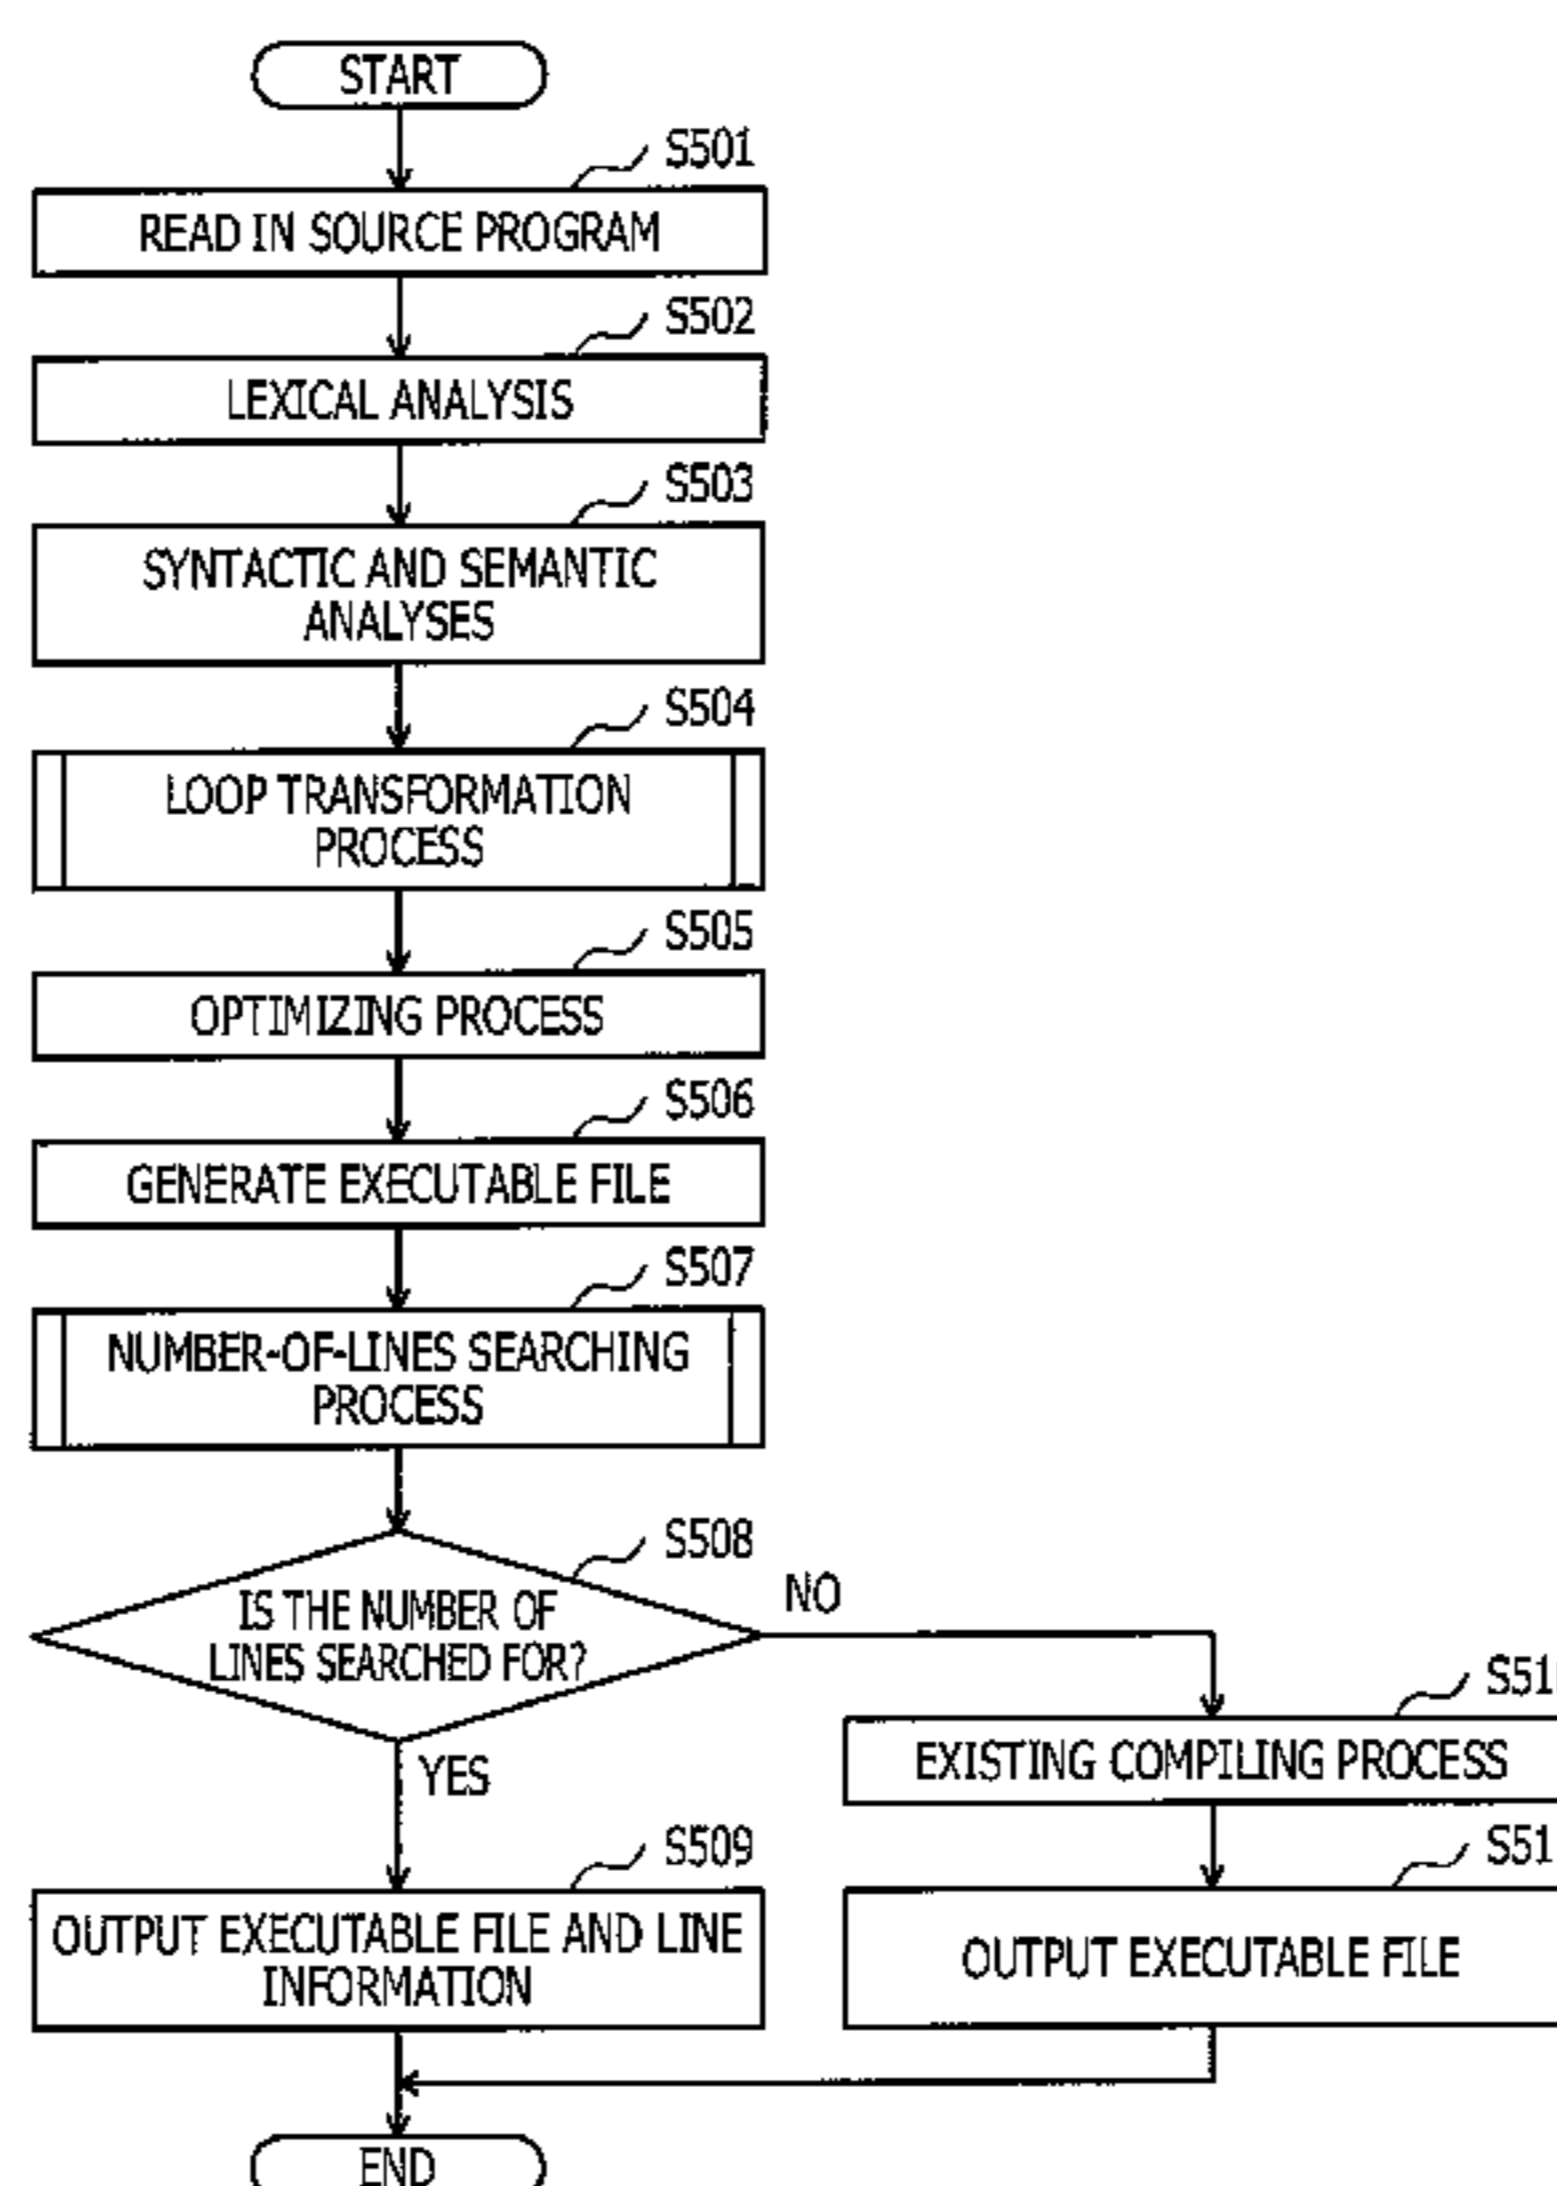 START
S501
READ IN SOURCE PROGRAM
S502
LEXICAL ANALYSIS
S503
SYNTACTIC AND SEMANTIC
ANALYSES
S504
LOOP TRANSFORMATION
PROCESS
S505
OPTIMIZING PROCESS
S506
GENERATE EXECUTABLE FILE
S507
NUMBER-OF-LINES SEARCHING
PROCESS
S508
IS THE NUMBER OF
LINES SEARCHED FOR?
NO
YES
EXISTING COMPILING PROCESS
S509
OUTPUT EXECUTABLE FILE AND LINE
INFORMATION
OUTPUT EXECUTABLE FILE
END